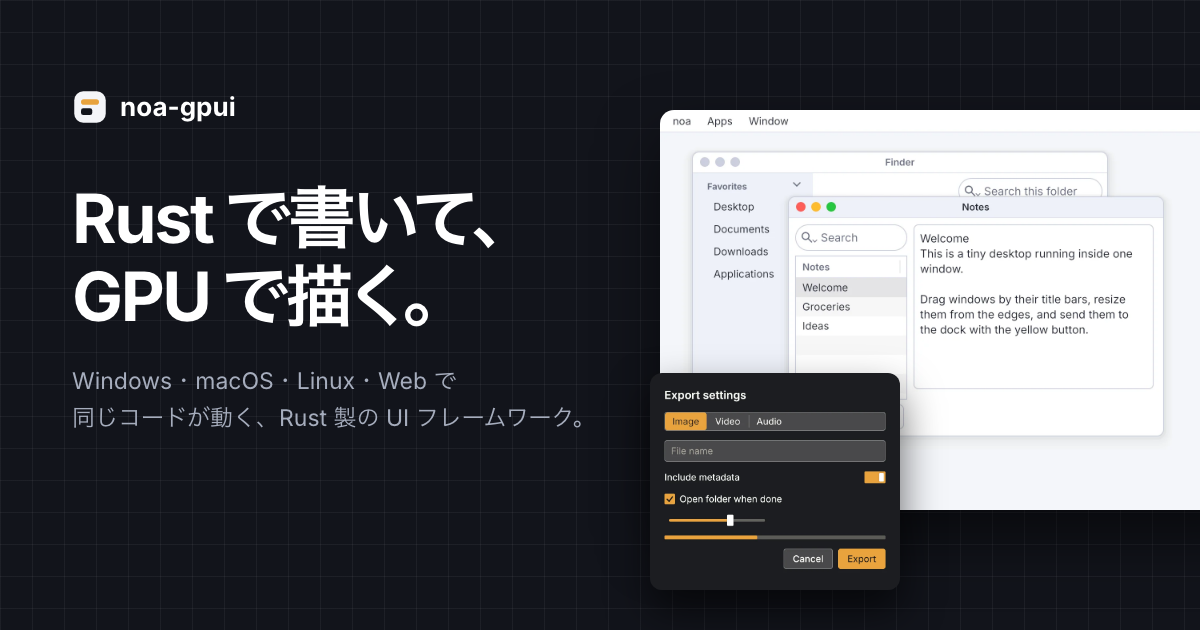 noa-gpui
Rust で書いて、
GPU で描く。
Windows・macOS・Linux・Web で
同じコードが動く、Rust 製の UI フレームワーク。
noa Apps Window
Finder
Favorites
Search this folder
Desktop
Documents
Downloads
Applications
Notes
Search
Notes
Welcome
Groceries
Ideas
Welcome
This is a tiny desktop running inside one
window.
Drag windows by their title bars, resize
them from the edges, and send them to
the dock with the yellow button.
Export settings
Image Video Audio
File name
Include metadata
Open folder when done
Cancel Export